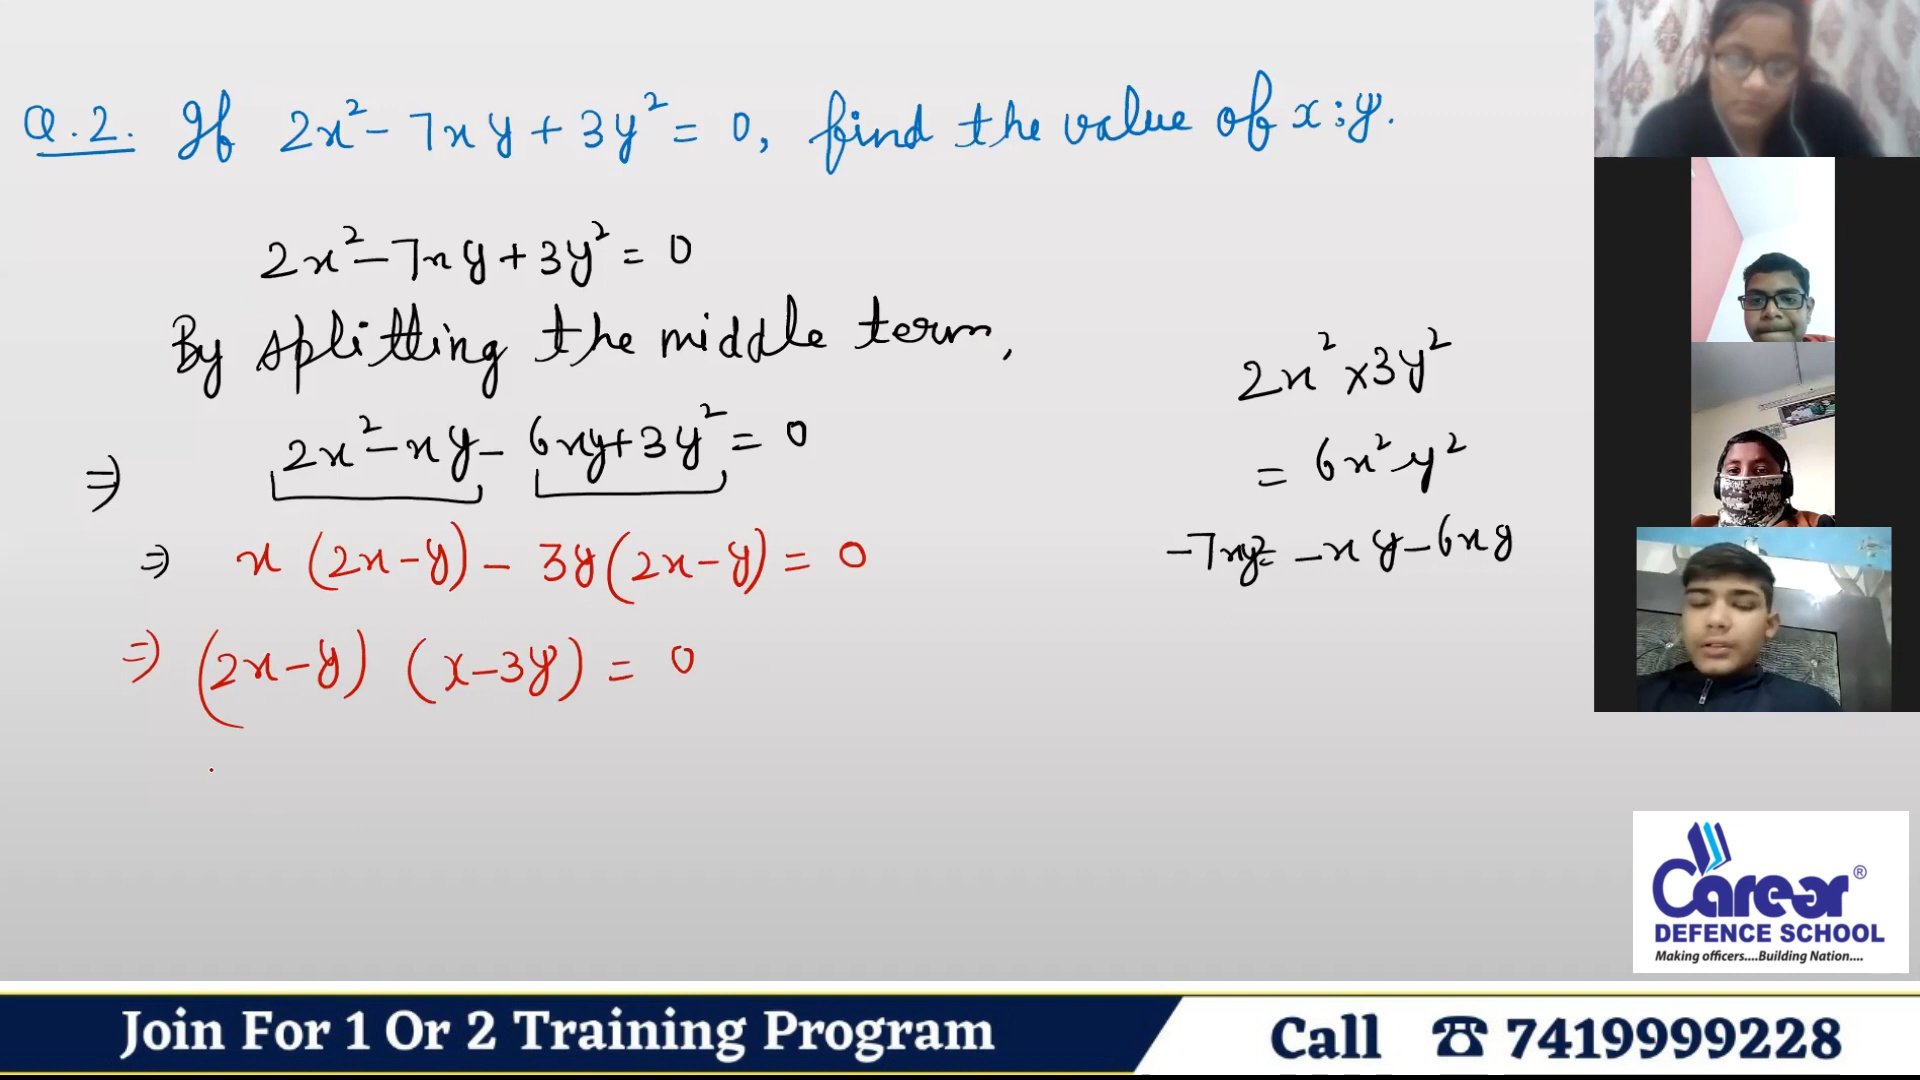 Q.2. If 2x² - 7xy + 3y² = 0, find the value of x:y.
2x² - 7xy + 3y² = 0
By splitting the middle term,
⇒ 2x² - xy - 6xy + 3y² = 0
⇒ x (2x - y) - 3y (2x - y) = 0
⇒ (2x - y) (x - 3y) = 0
2x² × 3y²
= 6x²y²
-7xy = -xy - 6xy
Career®
DEFENCE SCHOOL
Making officers....Building Nation....
Join For 1 Or 2 Training Program
Call ☎ 7419999228